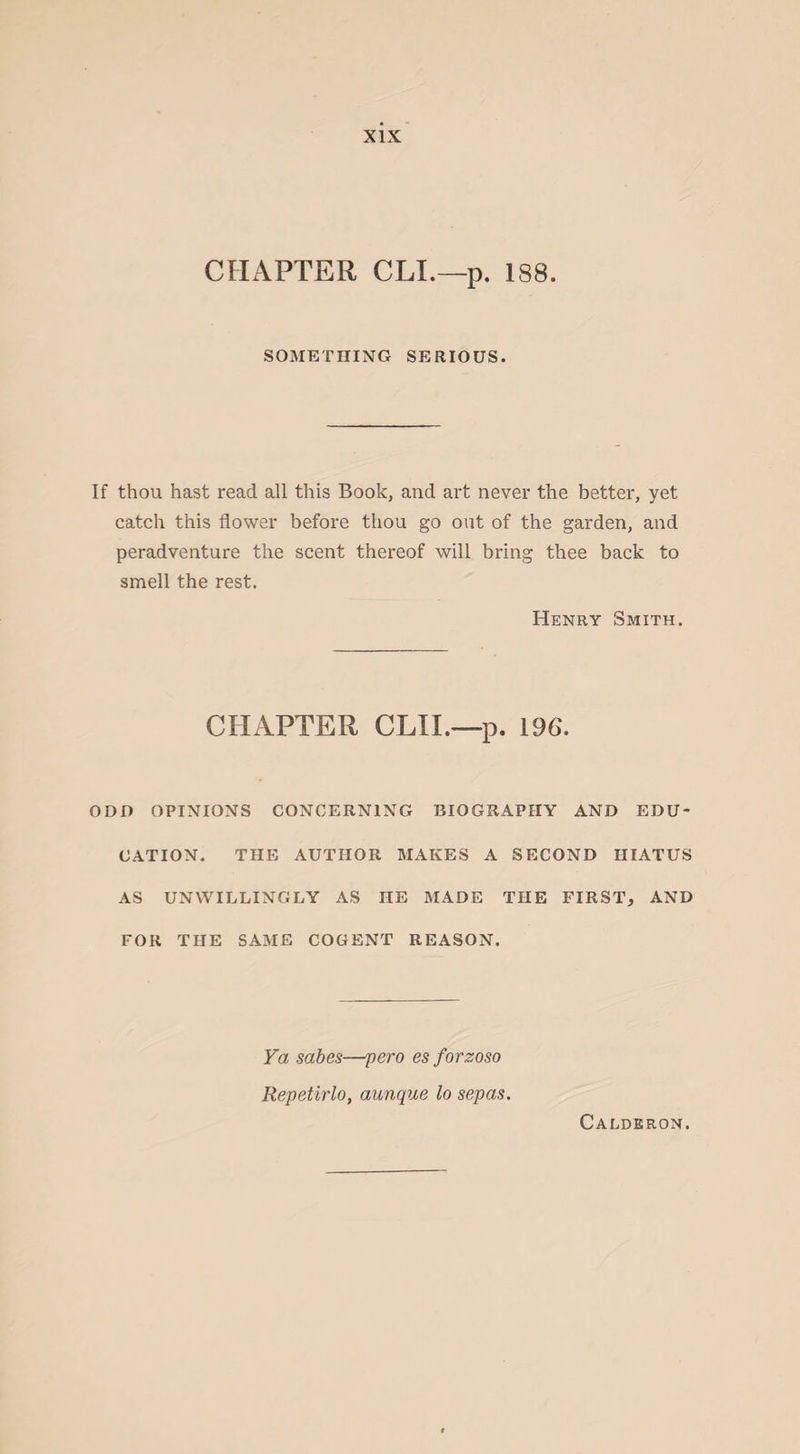 xix
CHAPTER CLI.—p. 188.
SOMETHING SERIOUS.
If thou hast read all this Book, and art never the better, yet
catch this flower before thou go out of the garden, and
peradventure the scent thereof will bring thee back to
smell the rest.
Henry Smith.
CHAPTER CLII.—p. 196.
ODD OPINIONS CONCERNING BIOGRAPHY AND EDU-
CATION. THE AUTHOR MAKES A SECOND HIATUS
AS UNWILLINGLY AS HE MADE THE FIRST, AND
FOR THE SAME COGENT REASON.
Ya sabes—pero es forzoso
Repetirlo, aunque lo sepas.
Calderon.